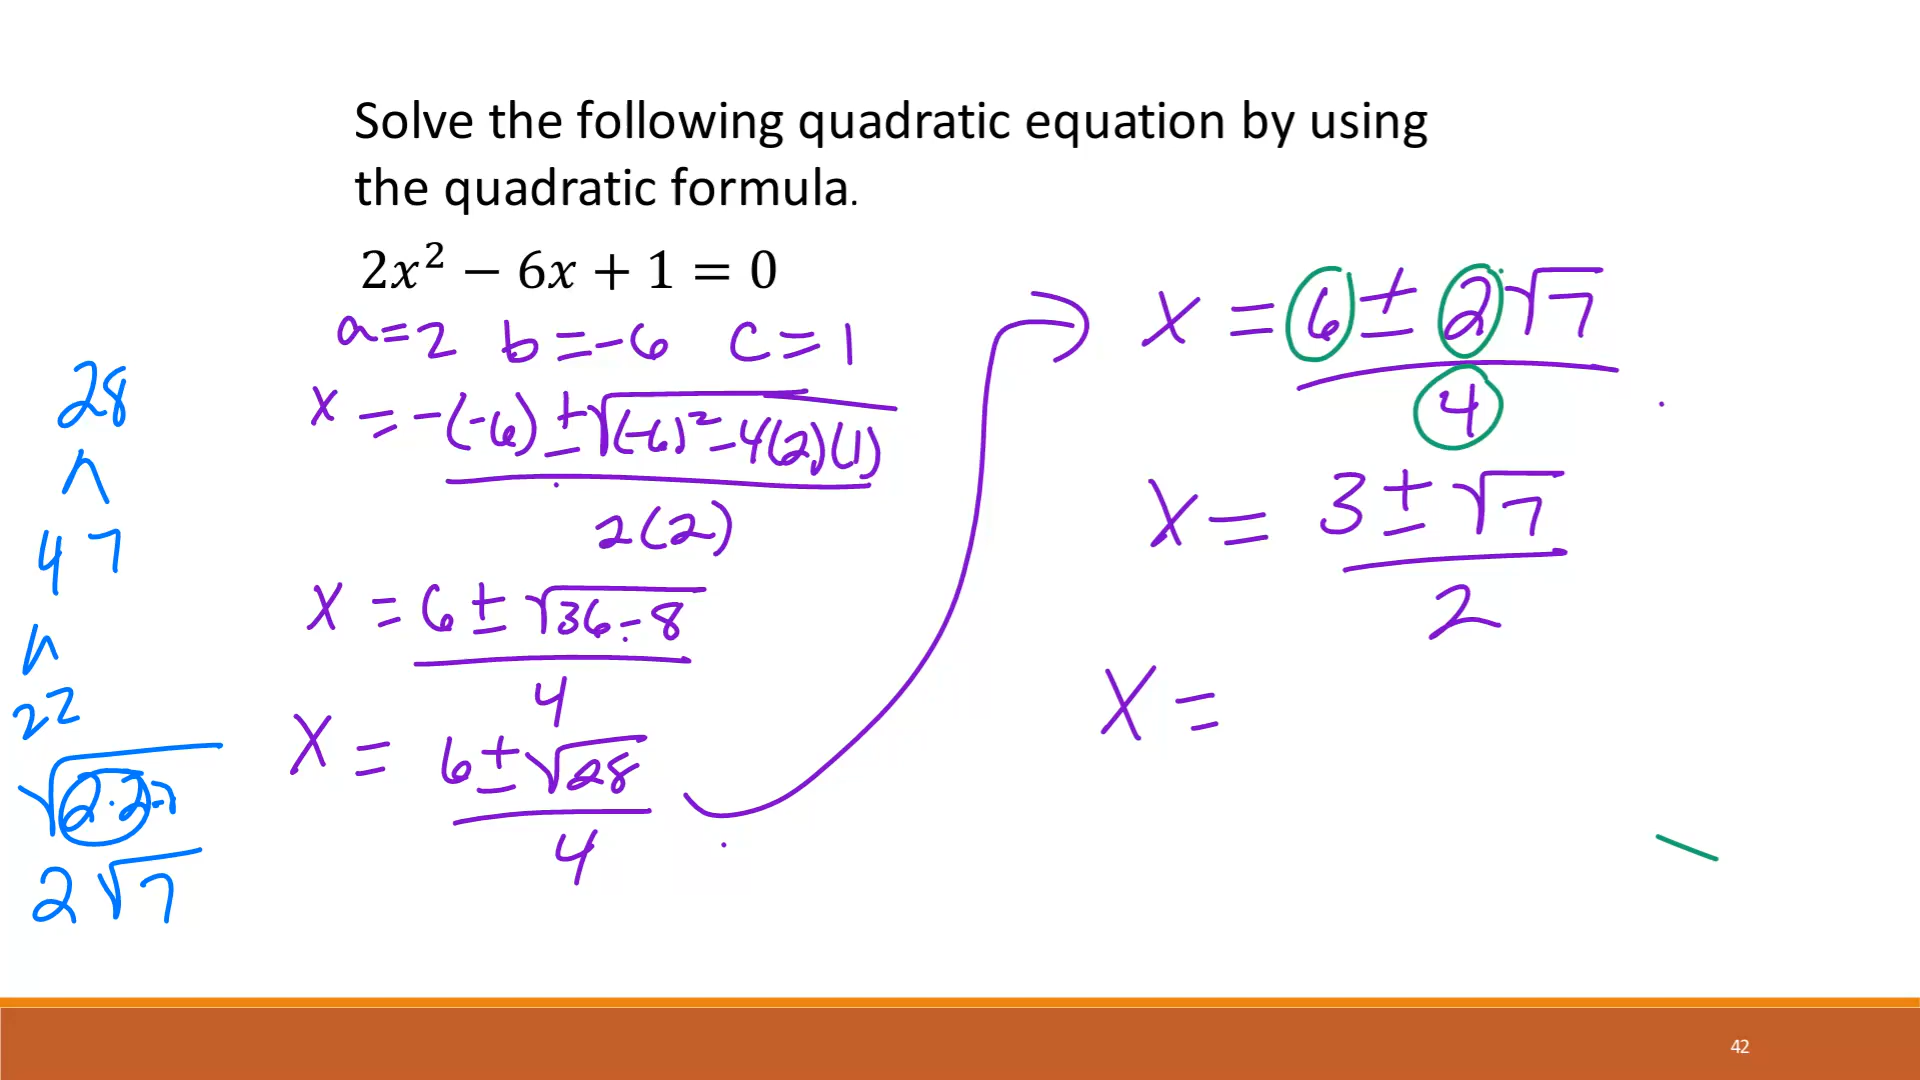 Solve the following quadratic equation by using
the quadratic formula.
2x² − 6x + 1 = 0
a=2 b=-6 c=1
x = -(-6) ± √(-6)²-4(2)(1)
2(2)
x = 6 ± √36-8
4
x = 6 ± √28
4
28
4 7
2 2
√2·2·7
2√7
x = 6 ± 2√7
4
x = 3 ± √7
2
x =
42